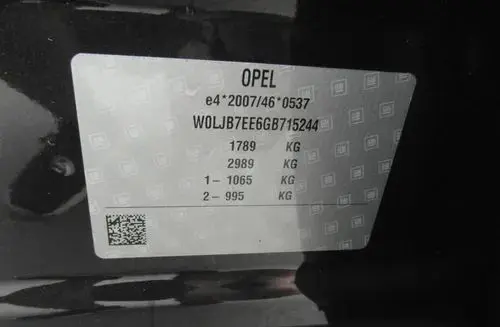 OPEL
e4*2007/46*0537
W0LJB7EE6GB715244
1789 KG
2989 KG
1- 1065 KG
2- 995 KG